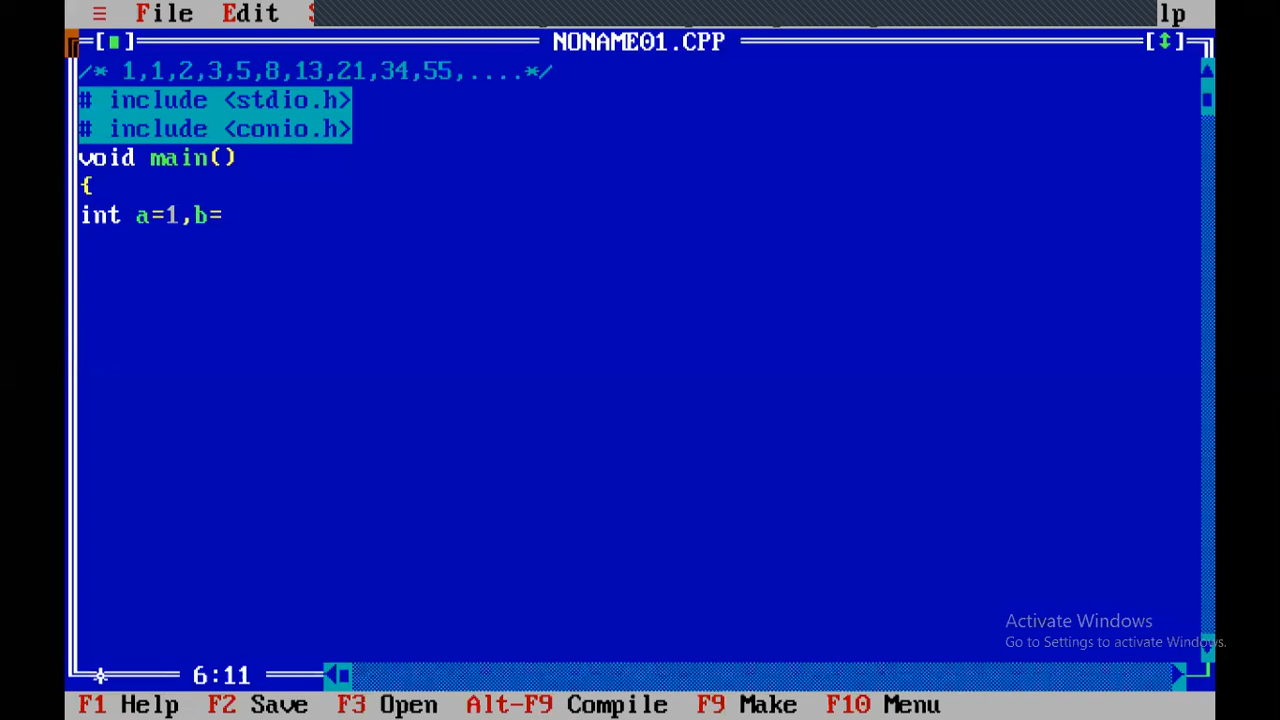 ≡ File Edit lp
[■] NONAME01.CPP [↕]
/* 1,1,2,3,5,8,13,21,34,55,....*/
# include <stdio.h>
# include <conio.h>
void main()
{
int a=1,b=
Activate Windows
Go to Settings to activate Windows.
6:11
F1 Help F2 Save F3 Open Alt-F9 Compile F9 Make F10 Menu